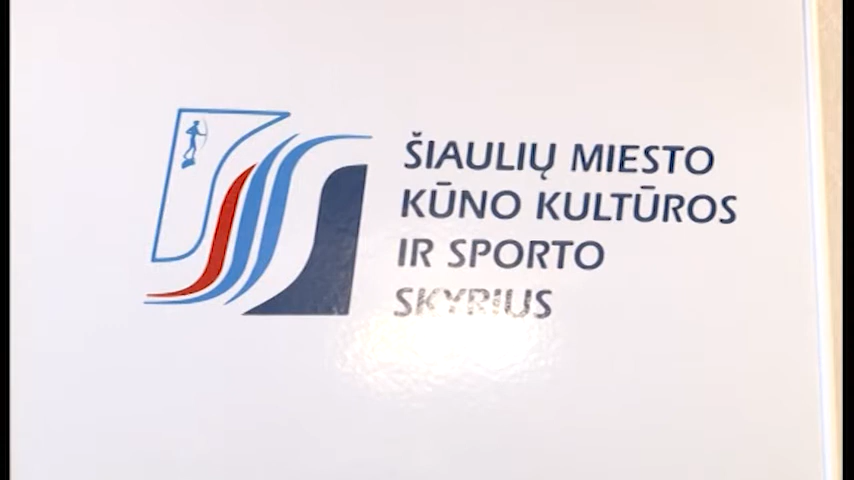 ŠIAULIŲ MIESTO
KŪNO KULTŪROS
IR SPORTO
SKYRIUS